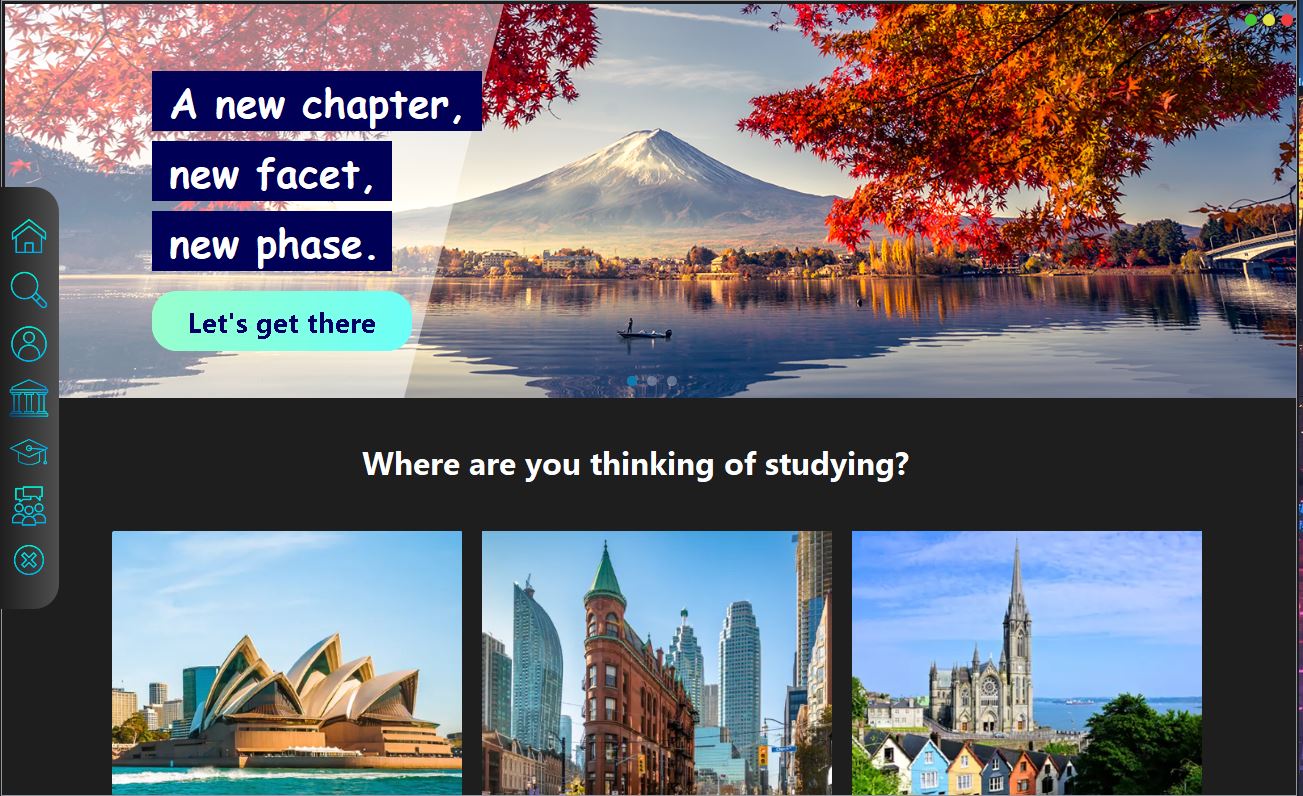 A new chapter,
new facet,
new phase.
Let's get there
Where are you thinking of studying?